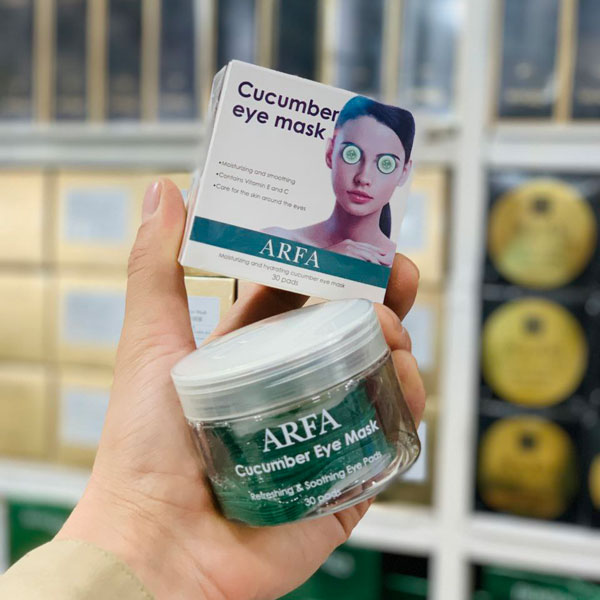 Cucumber
eye mask
•Moisturizing and smoothing
•Contains Vitamin E and C
•Care for the skin around the eyes
ARFA
Moisturizing and hydrating cucumber eye mask
30 pads
ARFA
Cucumber Eye Mask
Refreshing & Soothing Eye Pads
30 pads